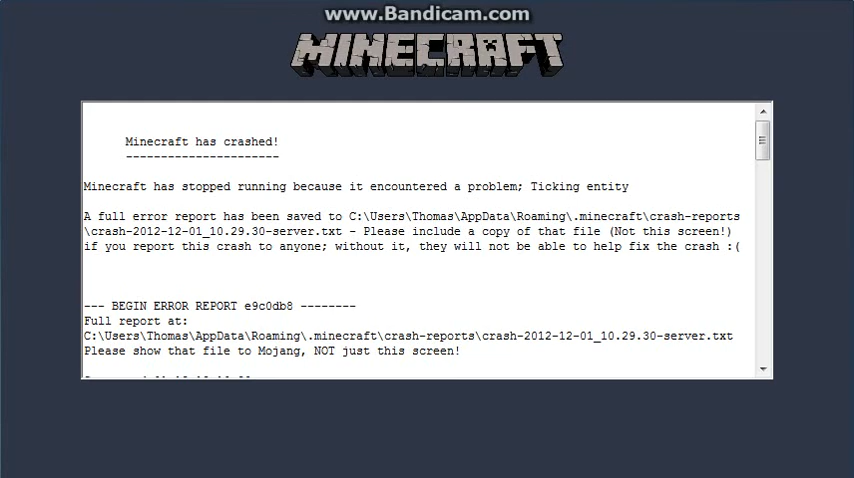 www.Bandicam.com
MINECRAFT
Minecraft has crashed!
----------------------
Minecraft has stopped running because it encountered a problem; Ticking entity
A full error report has been saved to C:\Users\Thomas\AppData\Roaming\.minecraft\crash-reports
\crash-2012-12-01_10.29.30-server.txt - Please include a copy of that file (Not this screen!)
if you report this crash to anyone; without it, they will not be able to help fix the crash :(
--- BEGIN ERROR REPORT e9c0db8 --------
Full report at:
C:\Users\Thomas\AppData\Roaming\.minecraft\crash-reports\crash-2012-12-01_10.29.30-server.txt
Please show that file to Mojang, NOT just this screen!